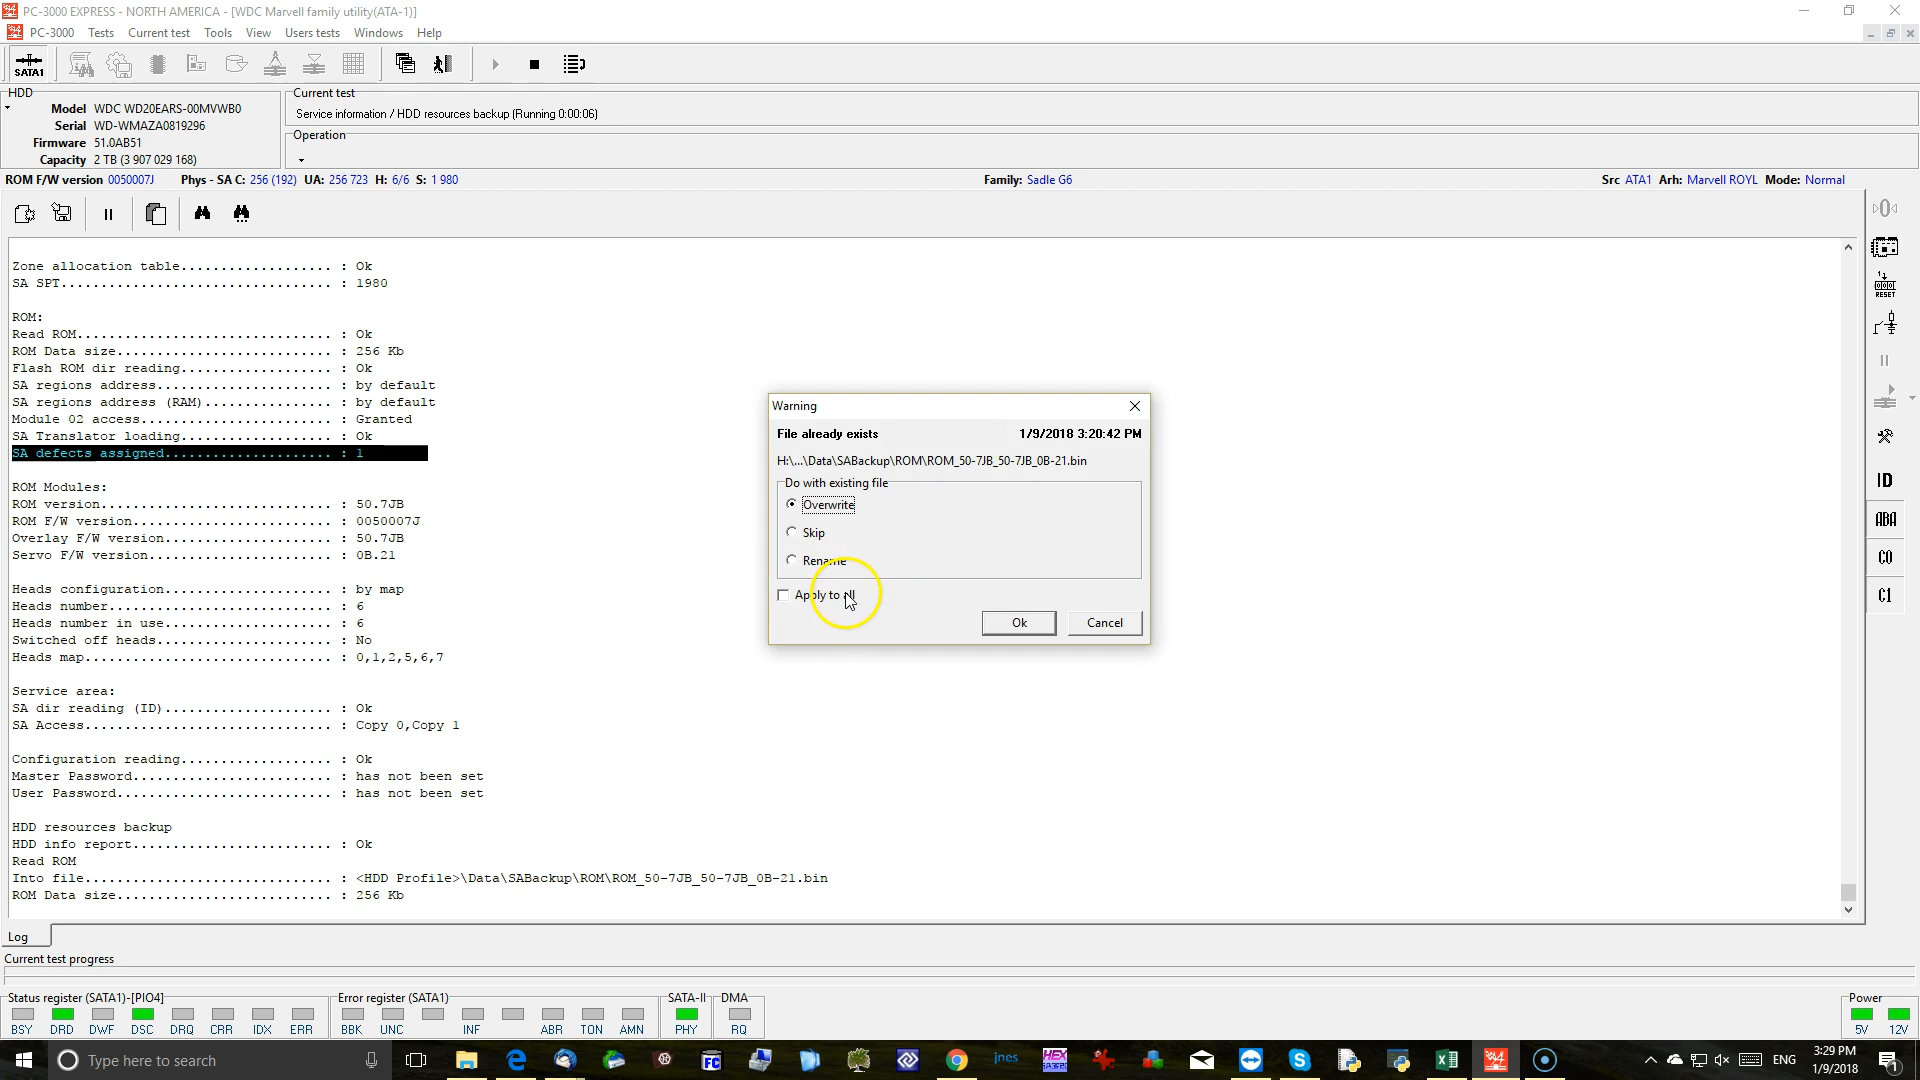 PC-3000 EXPRESS - NORTH AMERICA - [WDC Marvell family utility(ATA-1)]
PC-3000 Tests Current test Tools View Users tests Windows Help
SATA1
HDD
Model WDC WD20EARS-00MVWB0
Serial WD-WMAZA0819296
Firmware 51.0AB51
Capacity 2 TB (3 907 029 168)
Current test
Service information / HDD resources backup (Running 0:00:06)
Operation
ROM F/W version 0050007J Phys - SA C: 256 (192) UA: 256 723 H: 6/6 S: 1 980 Family: Sadle G6 Src ATA1 Arh: Marvell ROYL Mode: Normal
Zone allocation table................... : Ok
SA SPT.................................. : 1980
ROM:
Read ROM................................ : Ok
ROM Data size........................... : 256 Kb
Flash ROM dir reading................... : Ok
SA regions address...................... : by default
SA regions address (RAM)................ : by default
Module 02 access........................ : Granted
SA Translator loading................... : Ok
SA defects assigned..................... : 1
ROM Modules:
ROM version............................. : 50.7JB
ROM F/W version......................... : 0050007J
Overlay F/W version..................... : 50.7JB
Servo F/W version....................... : 0B.21
Heads configuration..................... : by map
Heads number............................ : 6
Heads number in use..................... : 6
Switched off heads...................... : No
Heads map............................... : 0,1,2,5,6,7
Service area:
SA dir reading (ID)..................... : Ok
SA Access............................... : Copy 0,Copy 1
Configuration reading................... : Ok
Master Password......................... : has not been set
User Password........................... : has not been set
HDD resources backup
HDD info report......................... : Ok
Read ROM
Into file............................... : <HDD Profile>\Data\SABackup\ROM\ROM_50-7JB_50-7JB_0B-21.bin
ROM Data size........................... : 256 Kb
Warning
File already exists 1/9/2018 3:20:42 PM
H:\...\Data\SABackup\ROM\ROM_50-7JB_50-7JB_0B-21.bin
Do with existing file
Overwrite
Skip
Rename
Apply to all
Ok Cancel
RESET
ID
ABA
C0
C1
Log
Current test progress
Status register (SATA1)-[PIO4] Error register (SATA1) SATA-II DMA Power
BSY DRD DWF DSC DRQ CRR IDX ERR BBK UNC INF ABR TON AMN PHY RQ 5V 12V
Type here to search
FC
jnes
HEX
ENG
3:29 PM
1/9/2018
1